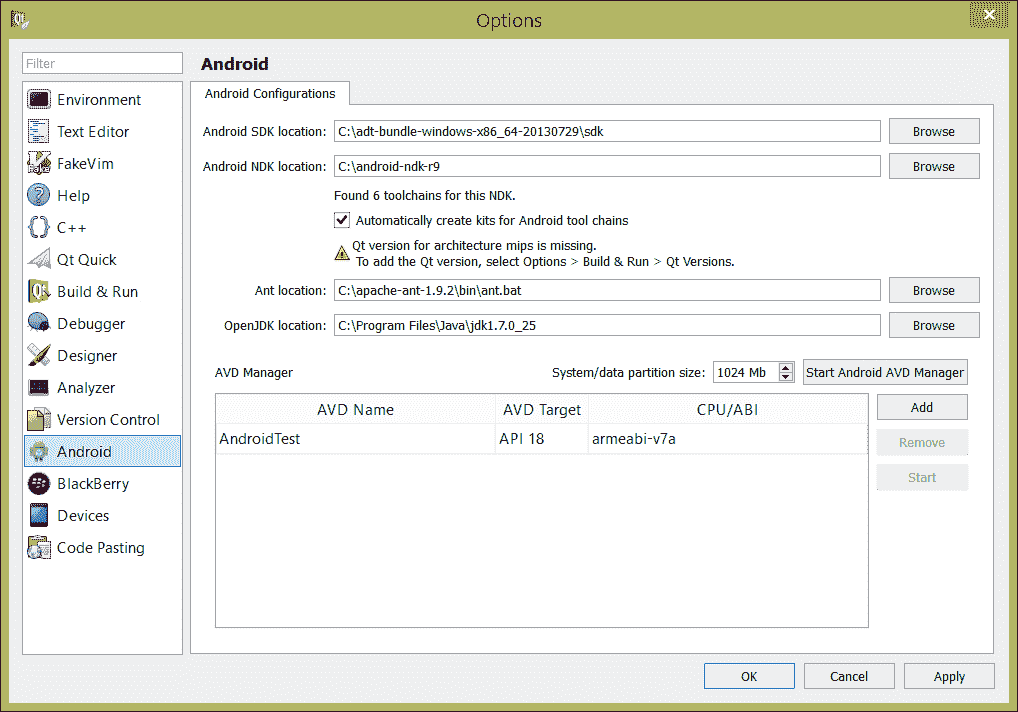 Options
Filter
Environment
Text Editor
FakeVim
Help
C++
Qt Quick
Build & Run
Debugger
Designer
Analyzer
Version Control
Android
BlackBerry
Devices
Code Pasting
Android
Android Configurations
Android SDK location: C:\adt-bundle-windows-x86_64-20130729\sdk Browse
Android NDK location: C:\android-ndk-r9 Browse
Found 6 toolchains for this NDK.
Automatically create kits for Android tool chains
Qt version for architecture mips is missing.
To add the Qt version, select Options > Build & Run > Qt Versions.
Ant location: C:\apache-ant-1.9.2\bin\ant.bat Browse
OpenJDK location: C:\Program Files\Java\jdk1.7.0_25 Browse
AVD Manager System/data partition size: 1024 Mb Start Android AVD Manager
AVD Name AVD Target CPU/ABI Add
AndroidTest API 18 armeabi-v7a Remove
Start
OK Cancel Apply